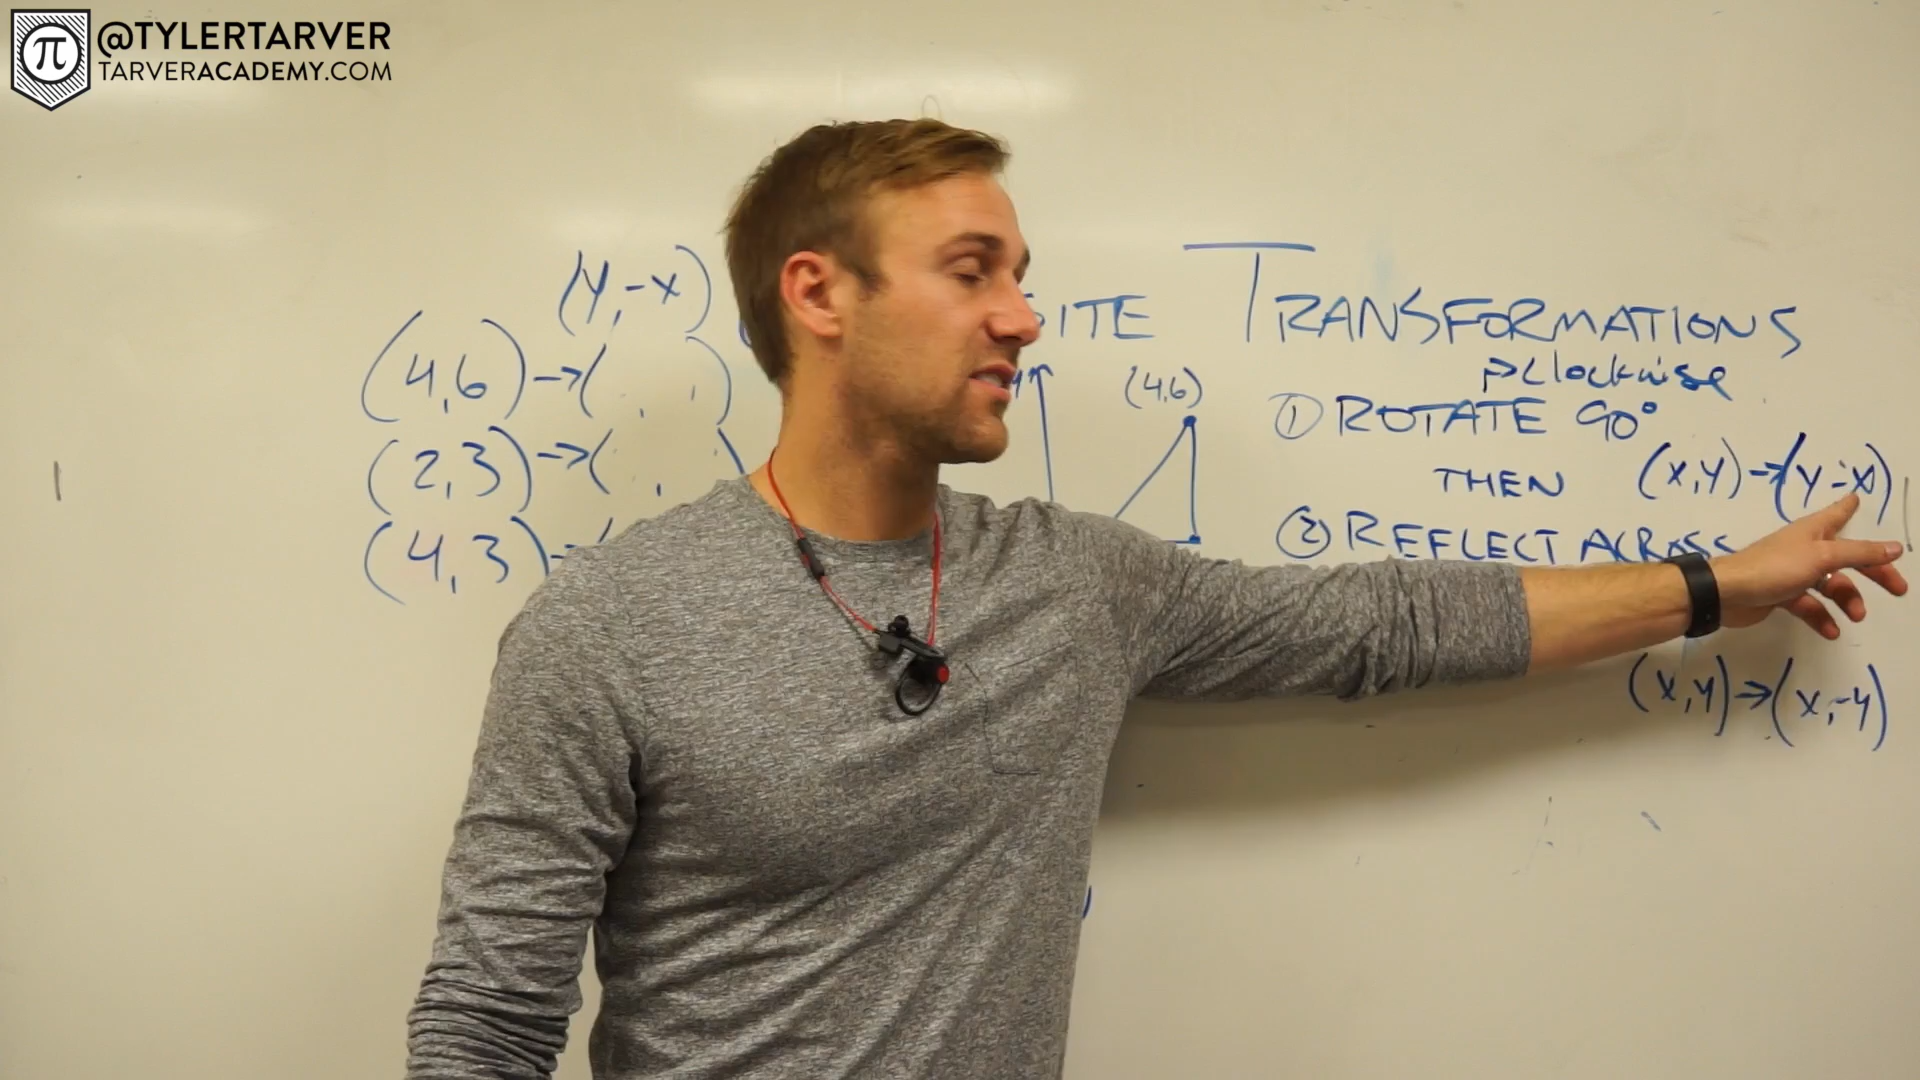 @TYLERTARVER
TARVERACADEMY.COM
(y,-x)
SITE TRANSFORMATIONS
(4,6)→( , )
(2,3)→( , )
(4,3)→(
y
(4,6)
Clockwise
① ROTATE 90°
THEN (x,y)→(y,-x)
② REFLECT ACROSS
(x,y)→(x,-y)